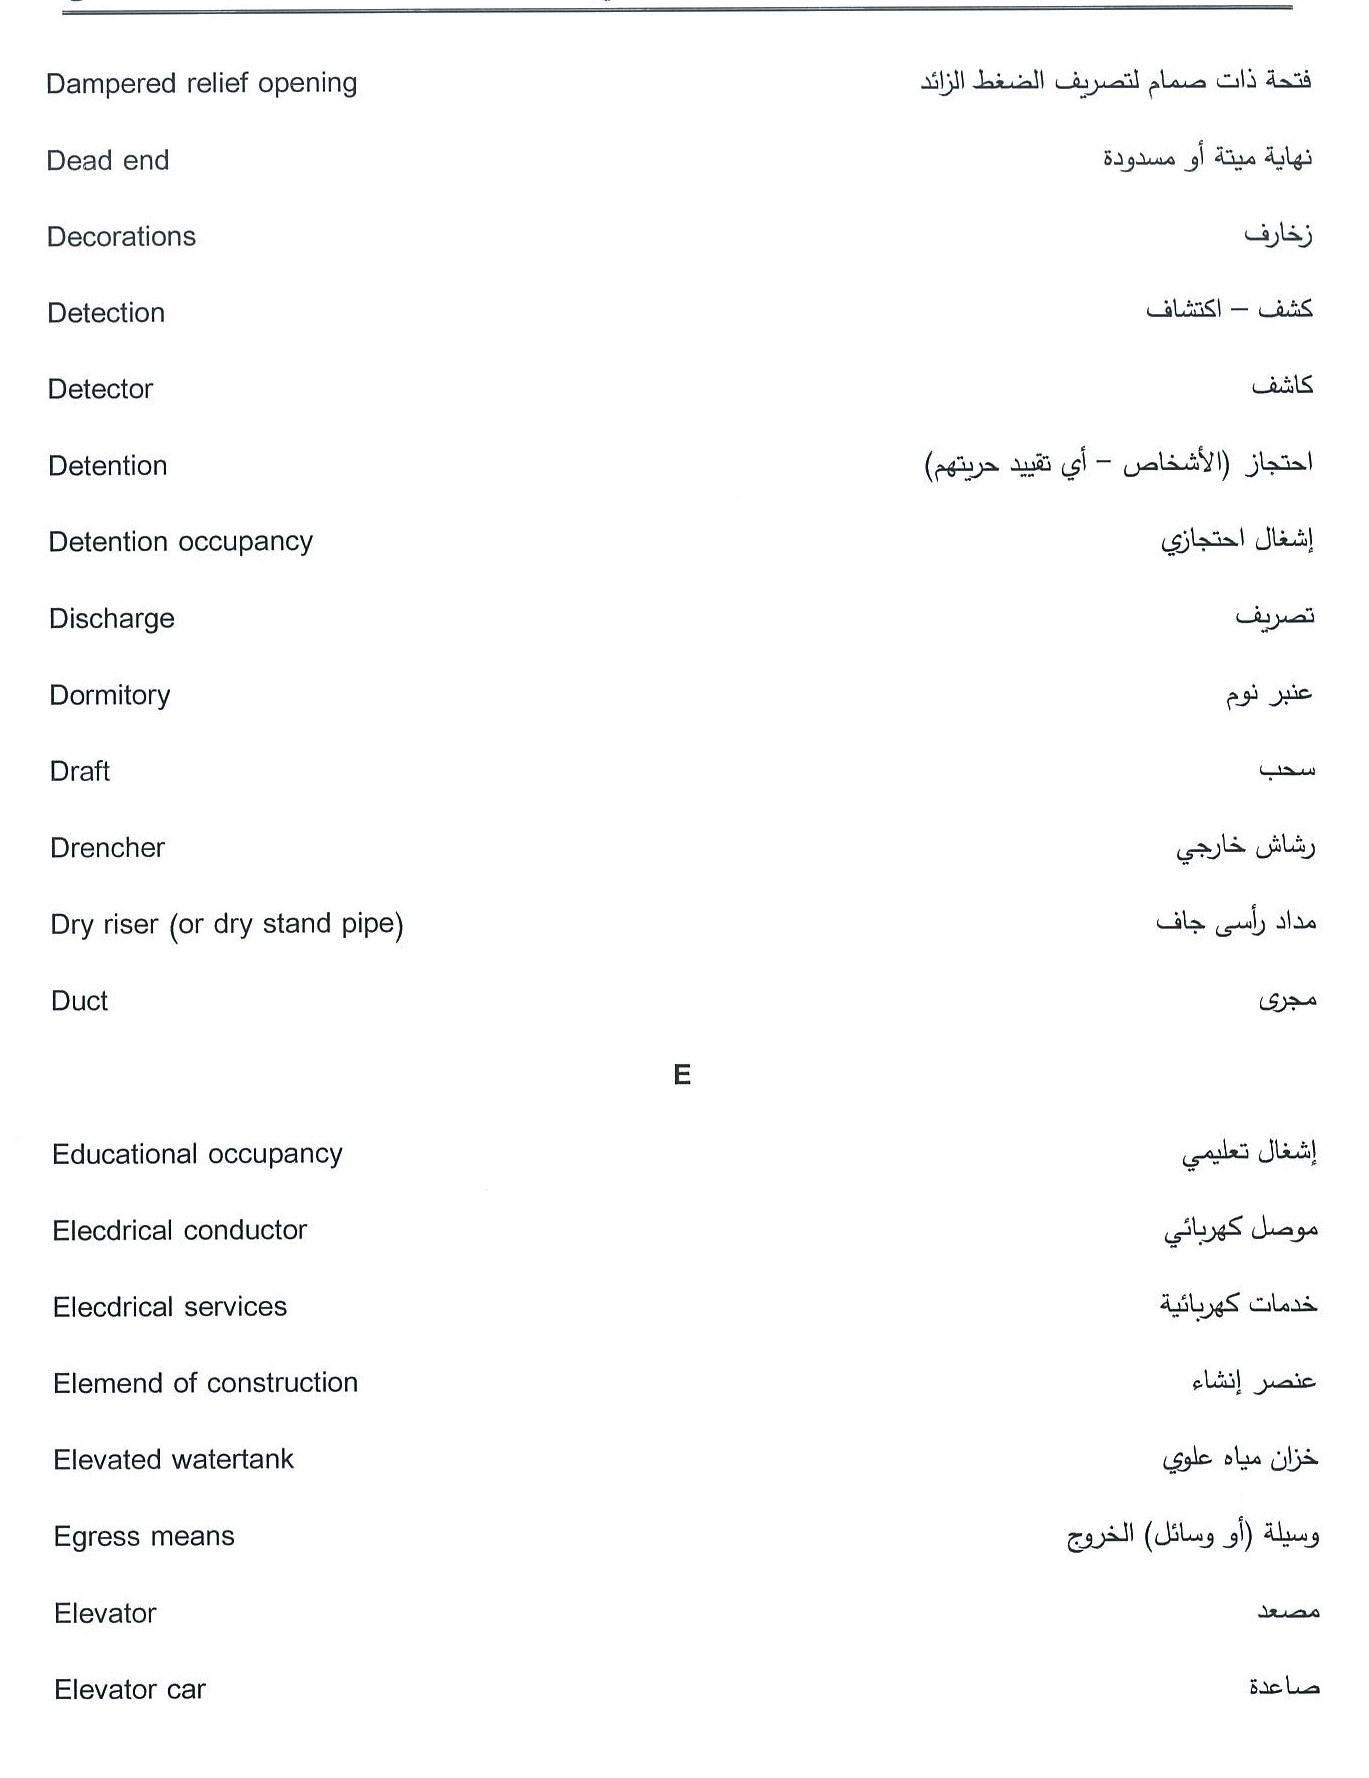 Dampered relief opening فتحة ذات صمام لتصريف الضغط الزائد
Dead end نهاية ميتة أو مسدودة
Decorations زخارف
Detection كشف – اكتشاف
Detector كاشف
Detention احتجاز (الأشخاص – أي تقييد حريتهم)
Detention occupancy إشغال احتجازي
Discharge تصريف
Dormitory عنبر نوم
Draft سحب
Drencher رشاش خارجي
Dry riser (or dry stand pipe) مداد رأسى جاف
Duct مجرى
E
Educational occupancy إشغال تعليمي
Elecdrical conductor موصل كهربائي
Elecdrical services خدمات كهربائية
Elemend of construction عنصر إنشاء
Elevated watertank خزان مياه علوي
Egress means وسيلة (أو وسائل) الخروج
Elevator مصعد
Elevator car صاعدة